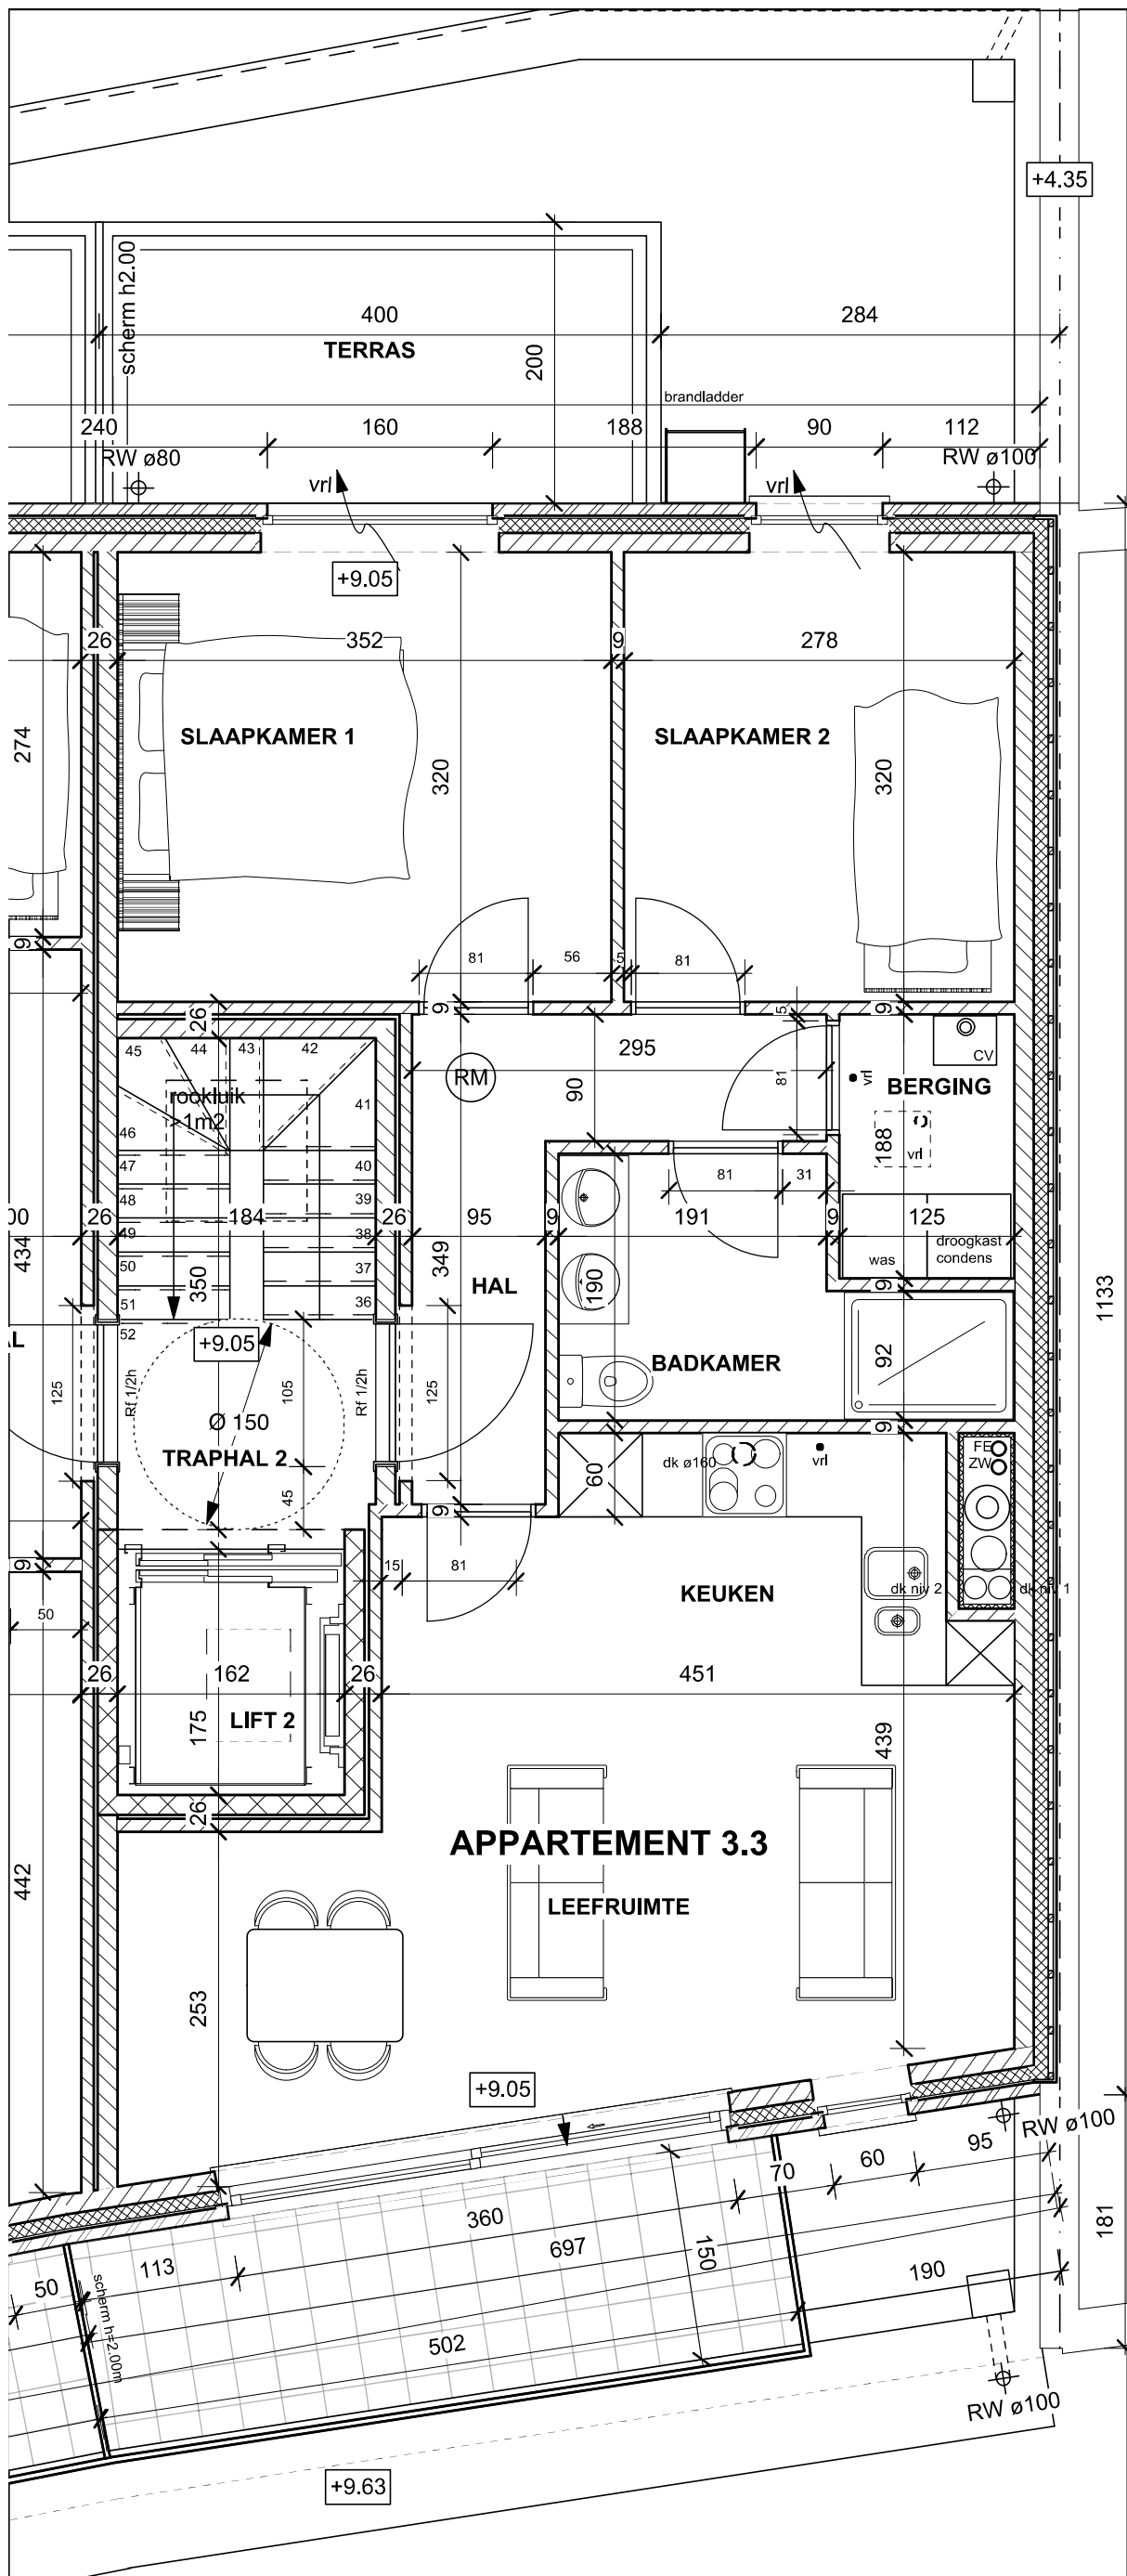 +4.35
scherm h2.00
400
284
TERRAS
200
brandladder
240
160
188
90
112
RW ø80
RW ø100
vrl
vrl
+9.05
26
352
9
278
274
SLAAPKAMER 1
SLAAPKAMER 2
320
320
9
81
56
5
81
26
9
9
5
45
44
43
42
295
CV
RM
rookluik
>1m2
90
81
vrl
BERGING
41
46
188
vrl
47
40
48
39
81
31
00
26
184
26
95
9
191
9
125
49
38
434
droogkast
was
condens
50
37
350
349
HAL
190
9
51
36
1133
52
+9.05
AL
BADKAMER
92
125
Rf 1/2h
105
Rf 1/2h
125
Ø 150
9
TRAPHAL 2
FE
dk ø160
vrl
ZW
60
45
9
9
15
81
KEUKEN
dk niv 2
dk niv 1
50
26
162
26
451
LIFT 2
175
439
26
APPARTEMENT 3.3
442
LEEFRUIMTE
253
+9.05
RW ø100
95
60
70
360
181
697
150
113
190
50
scherm h=2.00m
502
RW ø100
+9.63